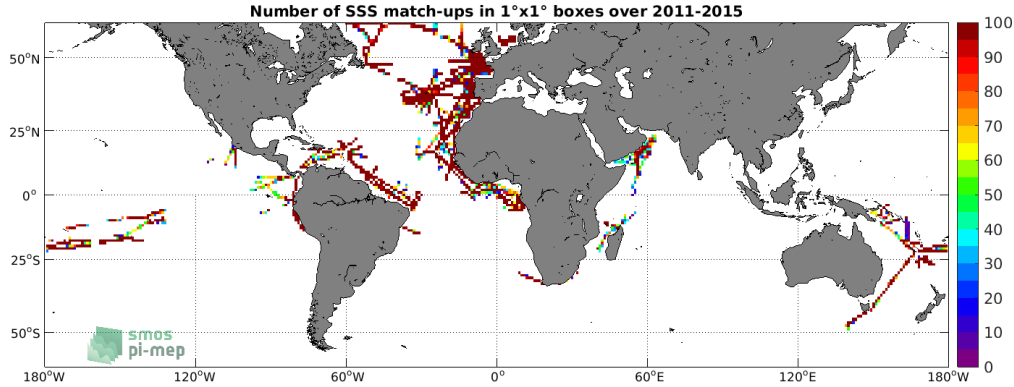 Number of SSS match-ups in 1°x1° boxes over 2011-2015
50°N
25°N
0°
25°S
50°S
180°W
120°W
60°W
0°E
60°E
120°E
180°W
100
90
80
70
60
50
40
30
20
10
0
smos
pi-mep